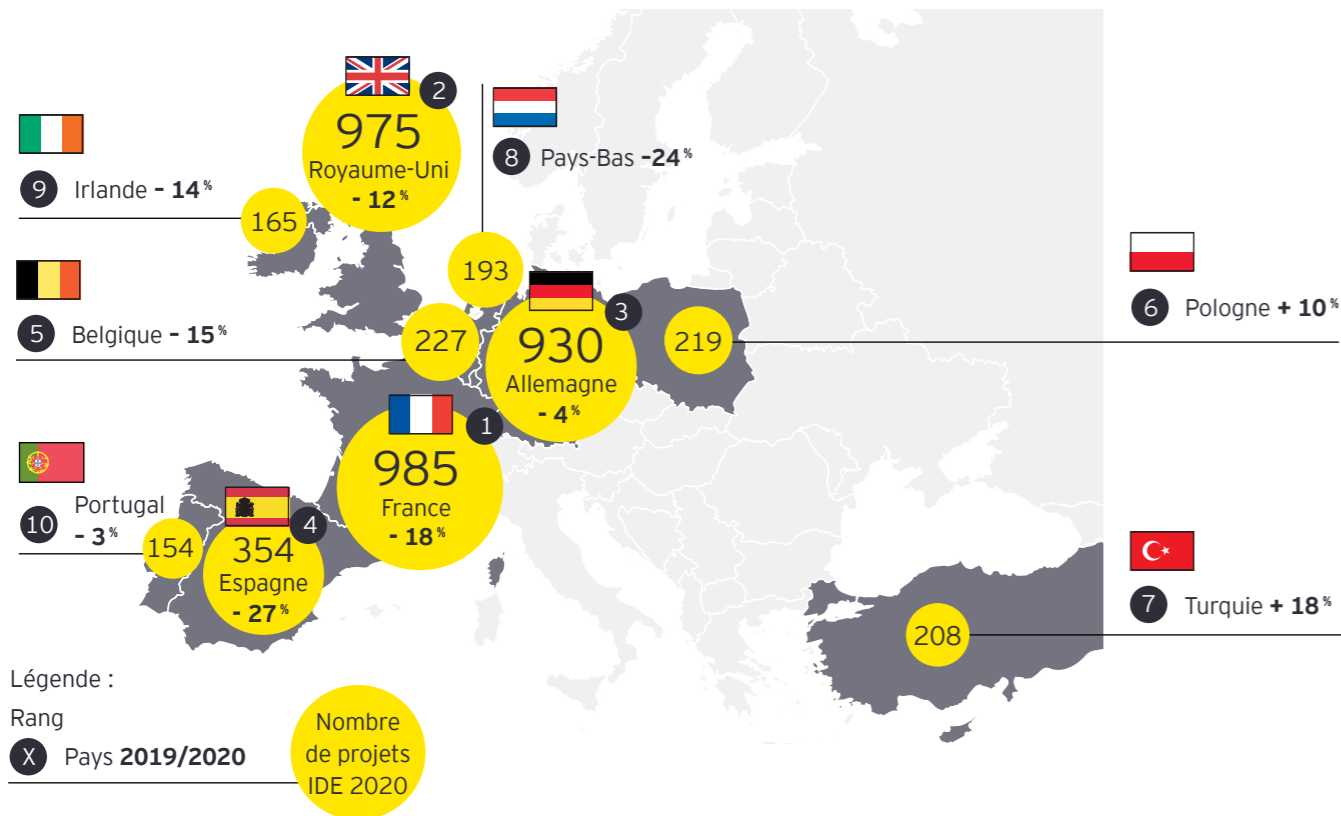 2
975
Royaume-Uni
- 12 %
8 Pays-Bas -24%
9 Irlande - 14 %
165
193
5 Belgique - 15 %
227
3
930
Allemagne
- 4 %
219
6 Pologne + 10 %
1
985
France
- 18 %
10 Portugal
- 3 %
154
4
354
Espagne
- 27 %
7 Turquie + 18 %
208
Légende :
Rang
X Pays 2019/2020
Nombre
de projets
IDE 2020